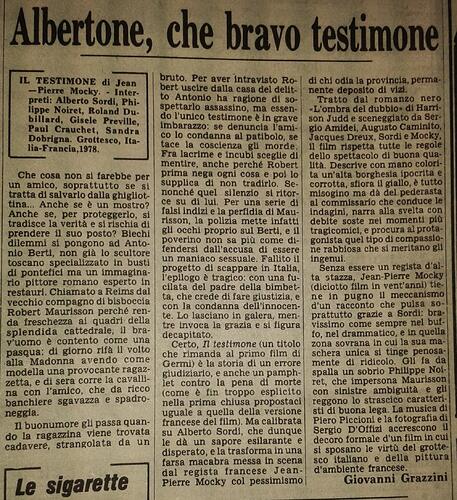 Albertone, che bravo testimone
IL TESTIMONE di Jean
—Pierre Mocky. - Inter-
preti: Alberto Sordi, Phi-
lippe Noiret, Roland Du-
billard, Gisele Preville,
Paul Crauchet, Sandra
Dobrigna. Grottesco, Ita-
lia-Francia, 1978.
Che cosa non si farebbe per
un amico, soprattutto se si
tratta di salvarlo dalla ghigliot-
tina... Anche se è un mostro?
Anche se, per proteggerlo, si
tradisce la verità e si rischia di
prendere il suo posto? Biechi
dilemmi si pongono ad Anto-
nio Berti, non già lo scultore
toscano specializzato in busti
di pontefici ma un immagina-
rio pittore romano esperto in
restauri. Chiamato a Reims dal
vecchio compagno di bisboccia
Robert Maurisson perché ren-
da freschezza ai quadri della
splendida cattedrale, il bra-
v'uomo è contento come una
pasqua: di giorno rifà il volto
alla Madonna avendo come
modella una provocante ragaz-
zetta, e di sera corre la cavalli-
na con l'amico, che da ricco
banchiere sgavazza e spadro-
neggia.
Il buonumore gli passa quan-
do la ragazzina viene trovata
cadavere, strangolata da un
bruto. Per aver intravisto Ro-
bert uscire dalla casa del delit-
to Antonio ha ragione di so-
spettarlo assassino, ma essen-
do l'unico testimone è in grave
imbarazzo: se denuncia l'ami-
co lo condanna al patibolo, se
tace la coscienza gli morde.
Fra lacrime e incubi sceglie di
mentire, anche perché Robert
prima nega ogni cosa e poi lo
supplica di non tradirlo. Se-
nonché quel silenzio si ritor-
ce su di lui. Per una serie di
falsi indizi e la perfidia di Mau-
risson, la polizia mette infatti
gli occhi proprio sul Berti, e il
poverino non sa più come di-
fendersi dall'accusa di essere
un maniaco sessuale. Fallito il
progetto di scappare in Italia,
l'epilogo è tragico: con una fu-
cilata del padre della bimbet-
ta, che crede di fare giustizia, e
con la condanna dell'innocen-
te. Lo lasciano in galera, men-
tre invoca la grazia e si figura
decapitato.
Certo, Il testimone (un titolo
che rimanda al primo film di
Germi) è la storia di un errore
giudiziario, e anche un pam-
phlet contro la pena di morte
(come è fin troppo esplicito
nella prima chiusa propostaci
uguale a quella della versione
francese del film). Ma calibrata
su Alberto Sordi, che dunque
le dà un sapore esilarante e
disperato, e la trasforma in una
farsa macabra messa in scena
dal regista francese Jean-
Pierre Mocky col pessimismo
di chi odia la provincia, perma-
nente deposito di vizi.
Tratto dal romanzo nero
«L'ombra del dubbio» di Har-
rison Judd e sceneggiato da Ser-
gio Amidei, Augusto Caminito,
Jacques Dreux, Sordi e Mocky,
il film rispetta tutte le regole
dello spettacolo di buona qua-
lità. Descrive con mano colorita
un'alta borghesia ipocrita e
corrotta, sfiora il giallo, è tutto
misogino ma dà del pederasta
al commissario che conduce le
indagini, narra alla svelta con
debite soste nei momenti più
tragicomici, e procura al prota-
gonista quel tipo di compassio-
ne rabbiosa che si meritano gli
ingenui.
Senza essere un regista d'al-
ta stazza, Jean-Pierre Mocky
(diciotto film in vent'anni) tie-
ne in pugno il meccanismo
d'un racconto che pulsa so-
prattutto grazie a Sordi: bra-
vissimo come sempre nel buf-
fo, nel drammatico, e in quella
zona sovrana in cui la sua ma-
schera unica si tinge penosa-
mente di ridicolo. Gli fa da
spalla un sobrio Philippe Noi-
ret, che impersona Maurisson
con sinistre ambiguità, e gli
reggono lo strascico caratteri-
sti di buona lega. La musica di
Piero Piccioni e la fotografia di
Sergio D'Offizi accrescono il
decoro formale d'un film in cui
si sposano le virtù del grotte-
sco italiano e della pittura
d'ambiente francese.
Giovanni Grazzini
Le sigarette